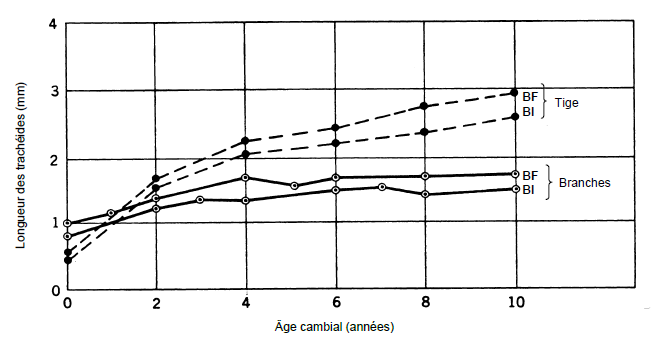 4
3
2
1
0
Longueur des trachéides (mm)
BF
BI
Tige
BF
BI
Branches
0 2 4 6 8 10
Âge cambial (années)